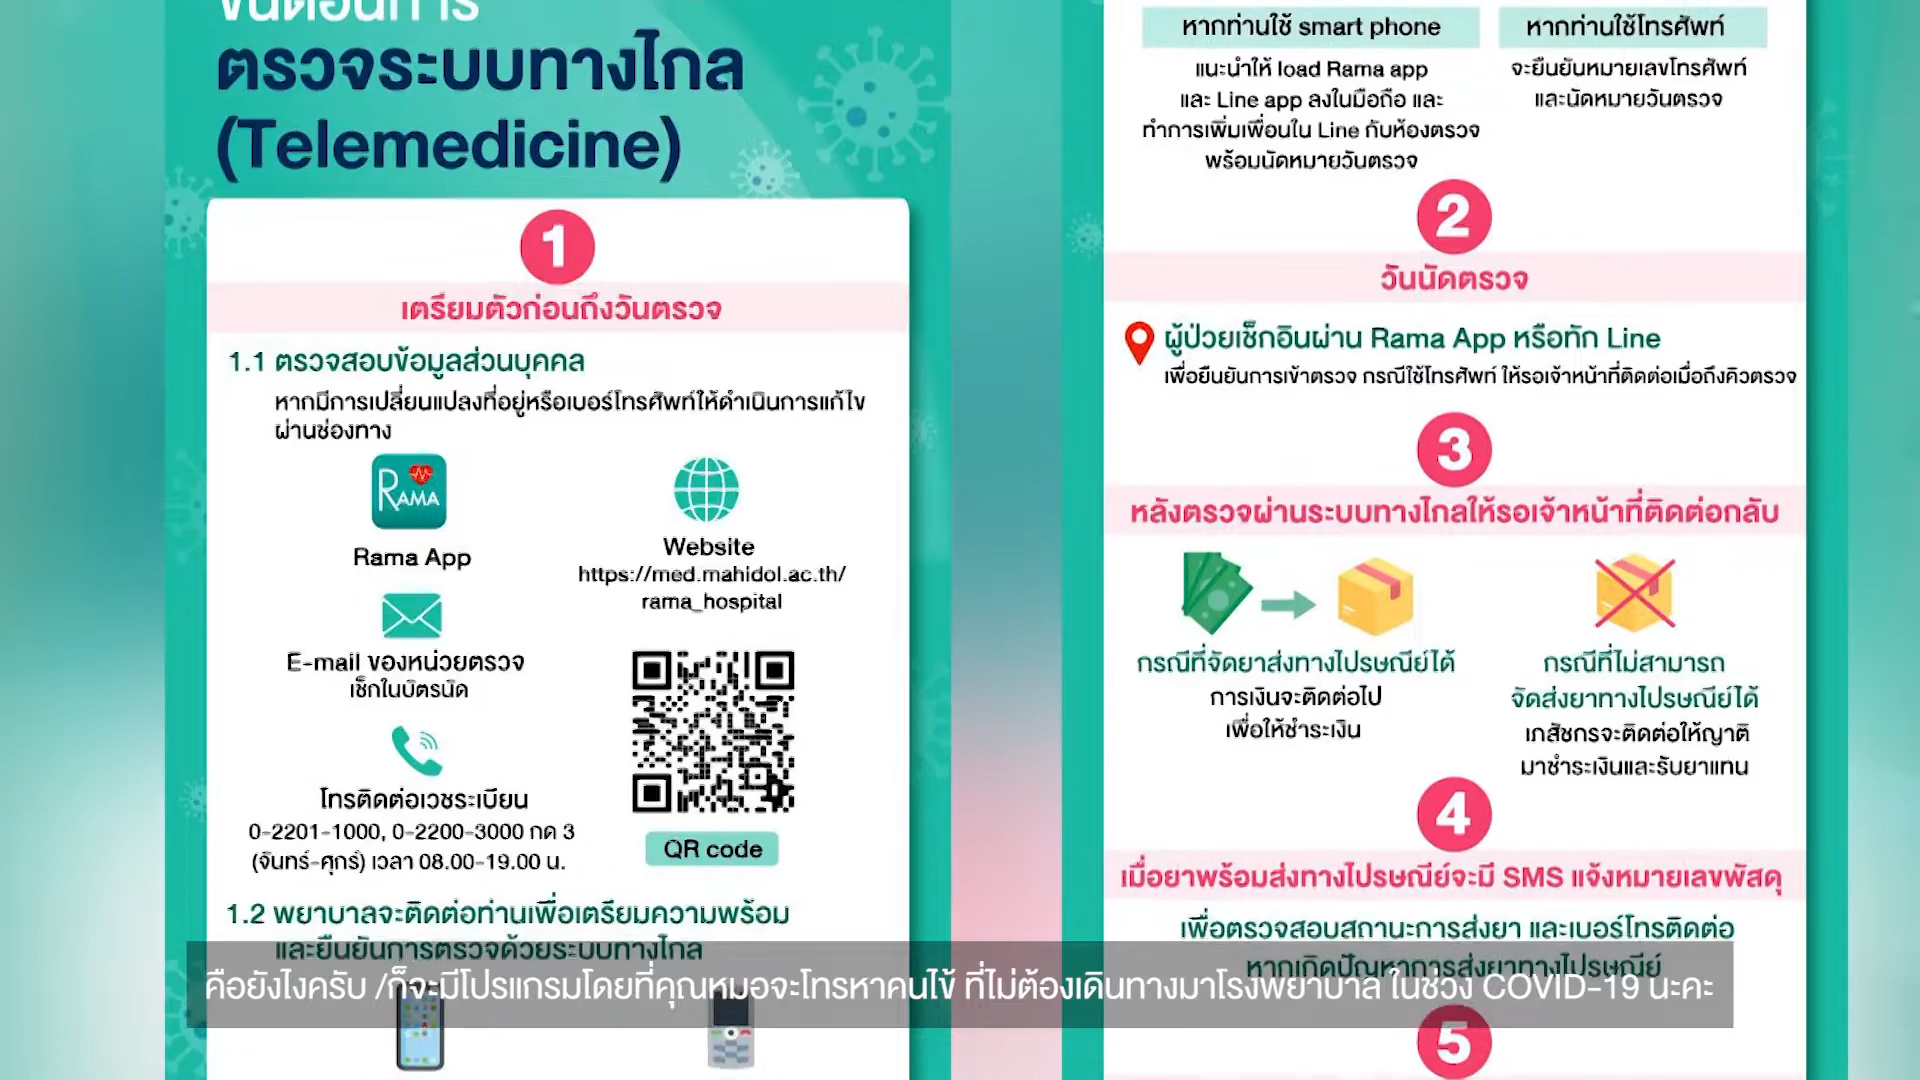 ขั้นตอนการ
ตรวจระบบทางไกล
(Telemedicine)
1
เตรียมตัวก่อนถึงวันตรวจ
1.1 ตรวจสอบข้อมูลส่วนบุคคล
หากมีการเปลี่ยนแปลงที่อยู่หรือเบอร์โทรศัพท์ให้ดำเนินการแก้ไข
ผ่านช่องทาง
RAMA
Rama App
Website
https://med.mahidol.ac.th/
rama_hospital
E-mail ของหน่วยตรวจ
เช็กในบัตรนัด
โทรติดต่อเวชระเบียน
0-2201-1000, 0-2200-3000 กด 3
(จันทร์-ศุกร์) เวลา 08.00-19.00 น.
QR code
1.2 พยาบาลจะติดต่อท่านเพื่อเตรียมความพร้อม
และยืนยันการตรวจด้วยระบบทางไกล
หากท่านใช้ smart phone
แนะนำให้ load Rama app
และ Line app ลงในมือถือ และ
ทำการเพิ่มเพื่อนใน Line กับห้องตรวจ
พร้อมนัดหมายวันตรวจ
หากท่านใช้โทรศัพท์
จะยืนยันหมายเลขโทรศัพท์
และนัดหมายวันตรวจ
2
วันนัดตรวจ
ผู้ป่วยเช็กอินผ่าน Rama App หรือทัก Line
เพื่อยืนยันการเข้าตรวจ กรณีใช้โทรศัพท์ ให้รอเจ้าหน้าที่ติดต่อเมื่อถึงคิวตรวจ
3
หลังตรวจผ่านระบบทางไกลให้รอเจ้าหน้าที่ติดต่อกลับ
กรณีที่จัดยาส่งทางไปรษณีย์ได้
การเงินจะติดต่อไป
เพื่อให้ชำระเงิน
กรณีที่ไม่สามารถ
จัดส่งยาทางไปรษณีย์ได้
เภสัชกรจะติดต่อให้ญาติ
มาชำระเงินและรับยาแทน
4
เมื่อยาพร้อมส่งทางไปรษณีย์จะมี SMS แจ้งหมายเลขพัสดุ
เพื่อตรวจสอบสถานะการส่งยา และเบอร์โทรติดต่อ
หากเกิดปัญหาการส่งยาทางไปรษณีย์
5
คือยังไงครับ /ก็จะมีโปรแกรมโดยที่คุณหมอจะโทรหาคนไข้ ที่ไม่ต้องเดินทางมาโรงพยาบาล ในช่วง COVID-19 นะคะ